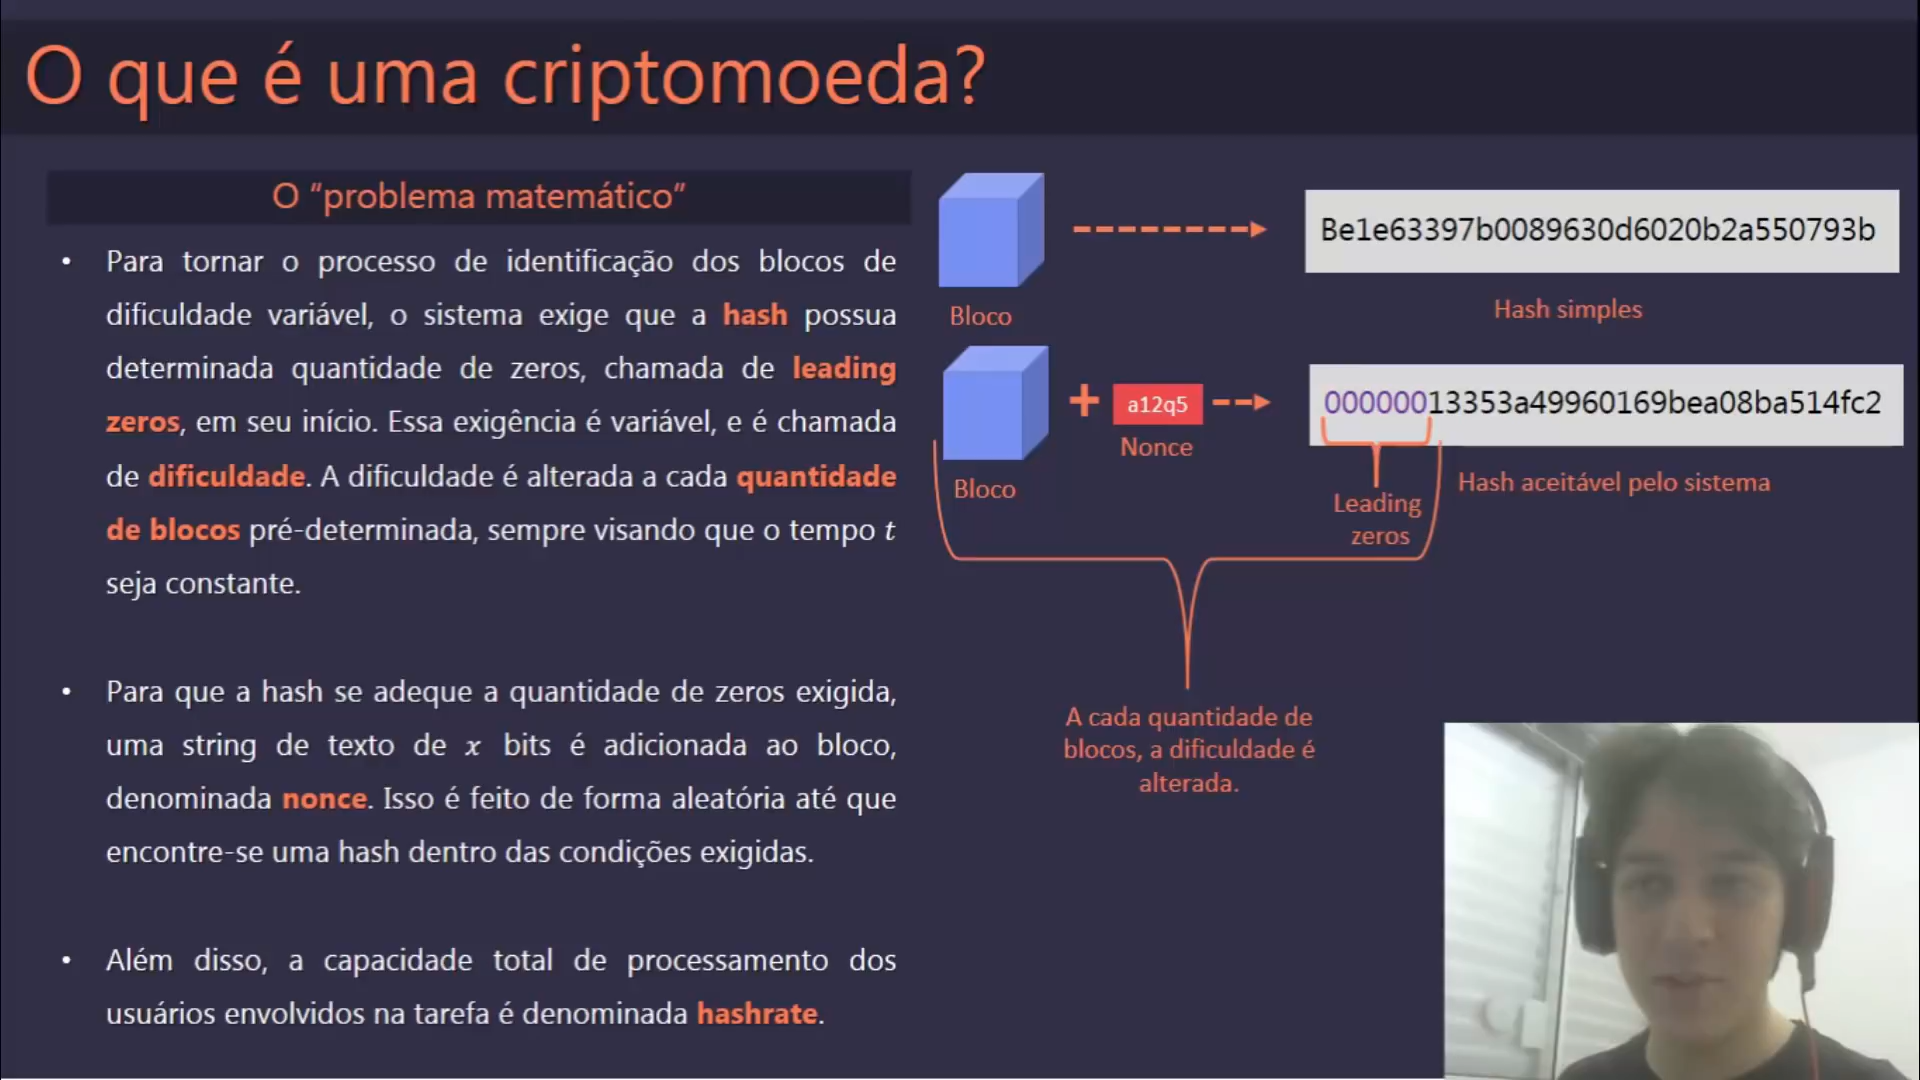 O que é uma criptomoeda?
O “problema matemático”
• Para tornar o processo de identificação dos blocos de
dificuldade variável, o sistema exige que a hash possua
determinada quantidade de zeros, chamada de leading
zeros, em seu início. Essa exigência é variável, e é chamada
de dificuldade. A dificuldade é alterada a cada quantidade
de blocos pré-determinada, sempre visando que o tempo t
seja constante.
• Para que a hash se adeque a quantidade de zeros exigida,
uma string de texto de x bits é adicionada ao bloco,
denominada nonce. Isso é feito de forma aleatória até que
encontre-se uma hash dentro das condições exigidas.
• Além disso, a capacidade total de processamento dos
usuários envolvidos na tarefa é denominada hashrate.
Be1e63397b0089630d6020b2a550793b
Bloco
Hash simples
+ a12q5
00000013353a49960169bea08ba514fc2
Nonce
Bloco
Hash aceitável pelo sistema
Leading
zeros
A cada quantidade de
blocos, a dificuldade é
alterada.